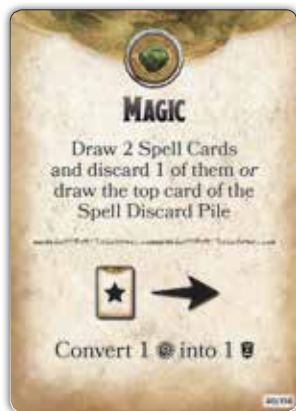 MAGIC
Draw 2 Spell Cards
and discard 1 of them or
draw the top card of the
Spell Discard Pile
Convert 1 into 1